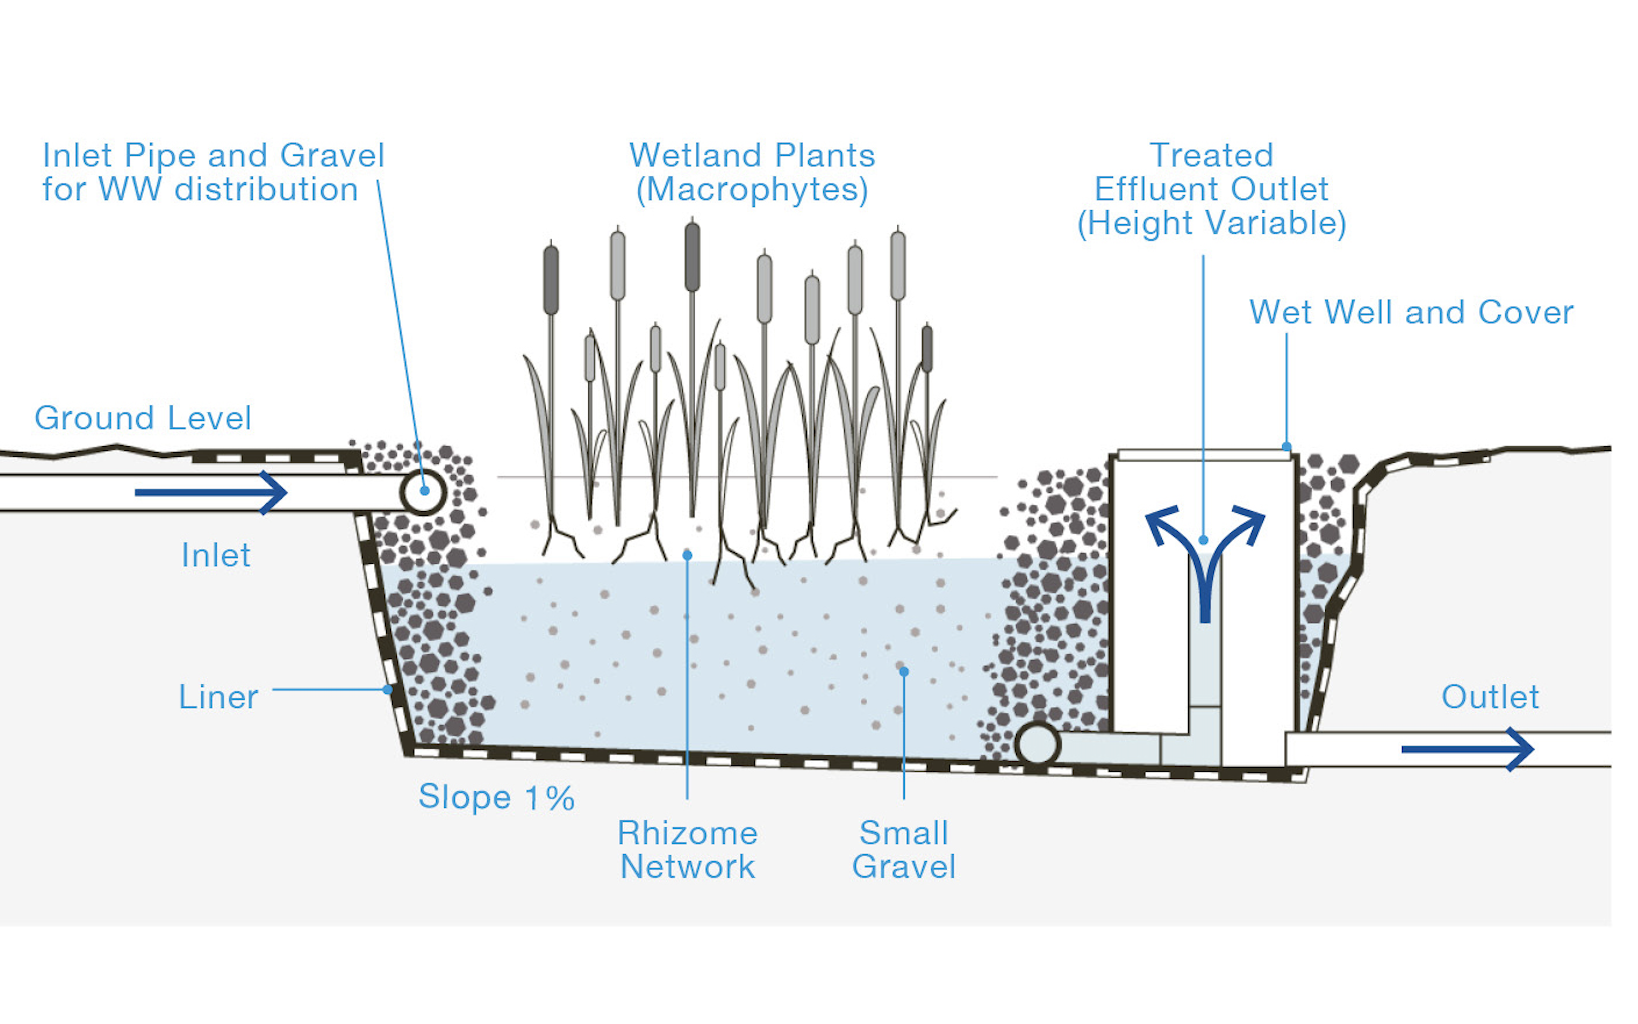 Inlet Pipe and Gravel
for WW distribution
Wetland Plants
(Macrophytes)
Treated
Effluent Outlet
(Height Variable)
Wet Well and Cover
Ground Level
Inlet
Liner
Outlet
Slope 1%
Rhizome
Network
Small
Gravel